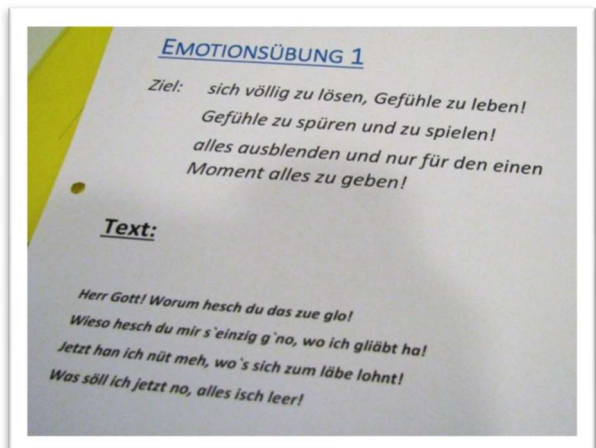 EMOTIONSÜBUNG 1
Ziel: sich völlig zu lösen, Gefühle zu leben!
Gefühle zu spüren und zu spielen!
alles ausblenden und nur für den einen
Moment alles zu geben!
Text:
Herr Gott! Worum hesch du das zue glo!
Wieso hesch du mir s`einzig g`no, wo ich gliäbt ha!
Jetzt han ich nüt meh, wo`s sich zum läbe lohnt!
Was söll ich jetzt no, alles isch leer!